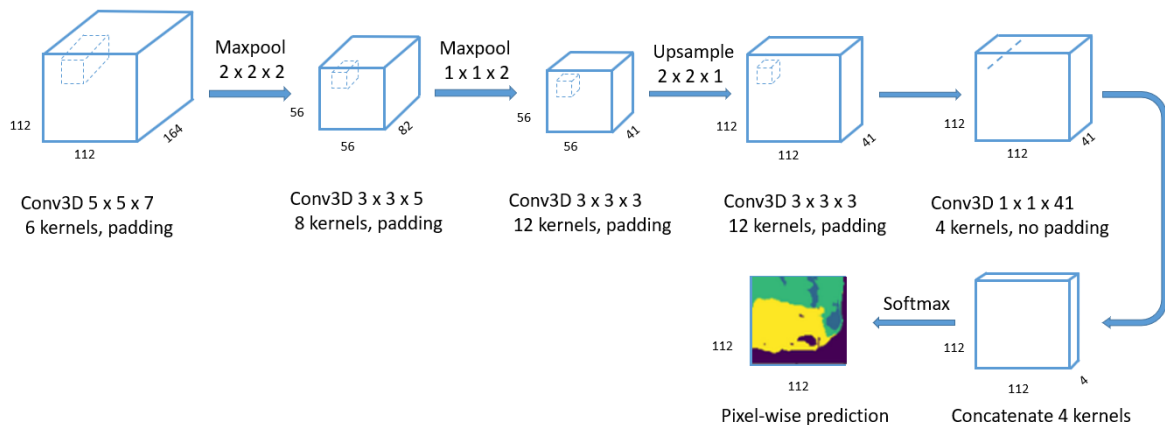 Maxpool
2 x 2 x 2
Maxpool
1 x 1 x 2
Upsample
2 x 2 x 1
112
112
164
56
56
82
56
56
41
112
112
41
112
112
41
Conv3D 5 x 5 x 7
6 kernels, padding
Conv3D 3 x 3 x 5
8 kernels, padding
Conv3D 3 x 3 x 3
12 kernels, padding
Conv3D 3 x 3 x 3
12 kernels, padding
Conv3D 1 x 1 x 41
4 kernels, no padding
Softmax
112
112
Pixel-wise prediction
112
112
4
Concatenate 4 kernels